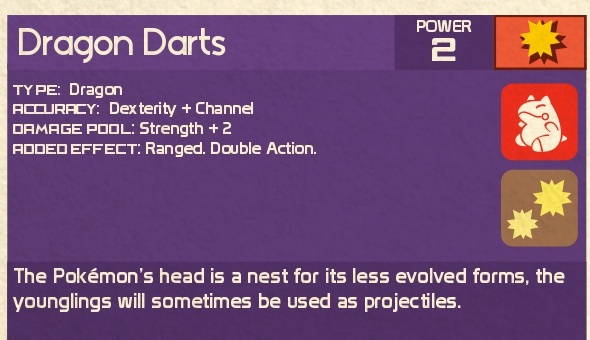 Dragon Darts
POWER
2
TYPE: Dragon
ACCURACY: Dexterity + Channel
DAMAGE POOL: Strength + 2
ADDED EFFECT: Ranged. Double Action.
The Pokémon's head is a nest for its less evolved forms, the
younglings will sometimes be used as projectiles.